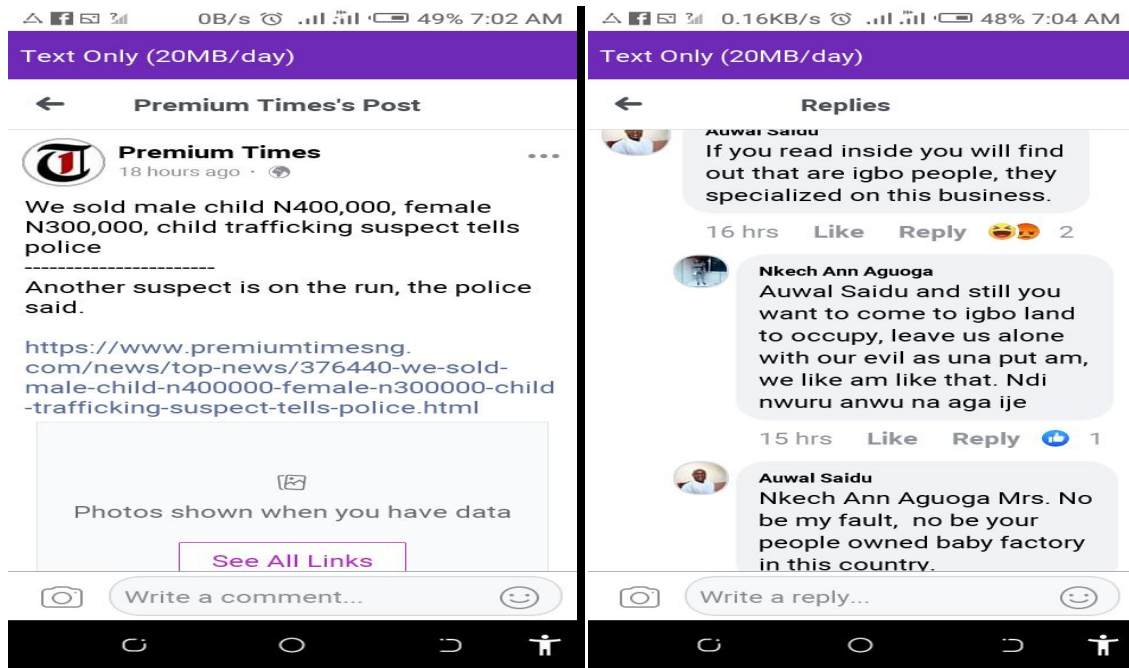 0B/s 49% 7:02 AM
Text Only (20MB/day)
Premium Times's Post
Premium Times
18 hours ago ·
We sold male child N400,000, female
N300,000, child trafficking suspect tells
police
-----------------------
Another suspect is on the run, the police
said.
https://www.premiumtimesng.
com/news/top-news/376440-we-sold-
male-child-n400000-female-n300000-child
-trafficking-suspect-tells-police.html
Photos shown when you have data
See All Links
Write a comment...
0.16KB/s 48% 7:04 AM
Text Only (20MB/day)
Replies
Auwal Saidu
If you read inside you will find
out that are igbo people, they
specialized on this business.
16 hrs Like Reply 2
Nkech Ann Aguoga
Auwal Saidu and still you
want to come to igbo land
to occupy, leave us alone
with our evil as una put am,
we like am like that. Ndi
nwuru anwu na aga ije
15 hrs Like Reply 1
Auwal Saidu
Nkech Ann Aguoga Mrs. No
be my fault, no be your
people owned baby factory
in this country.
Write a reply...